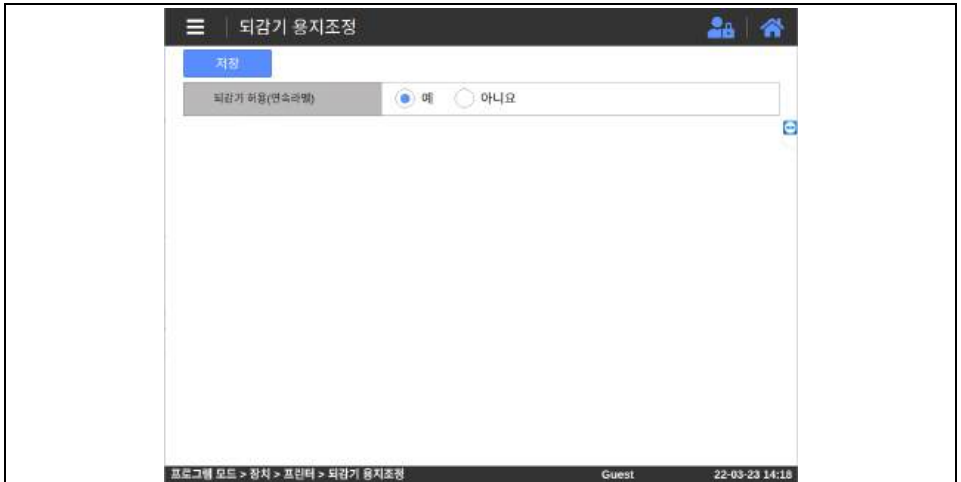 되감기 용지조정
저장
되감기 허용(연속라벨) 예 아니요
프로그램 모드 > 장치 > 프린터 > 되감기 용지조정 Guest 22-03-23 14:18